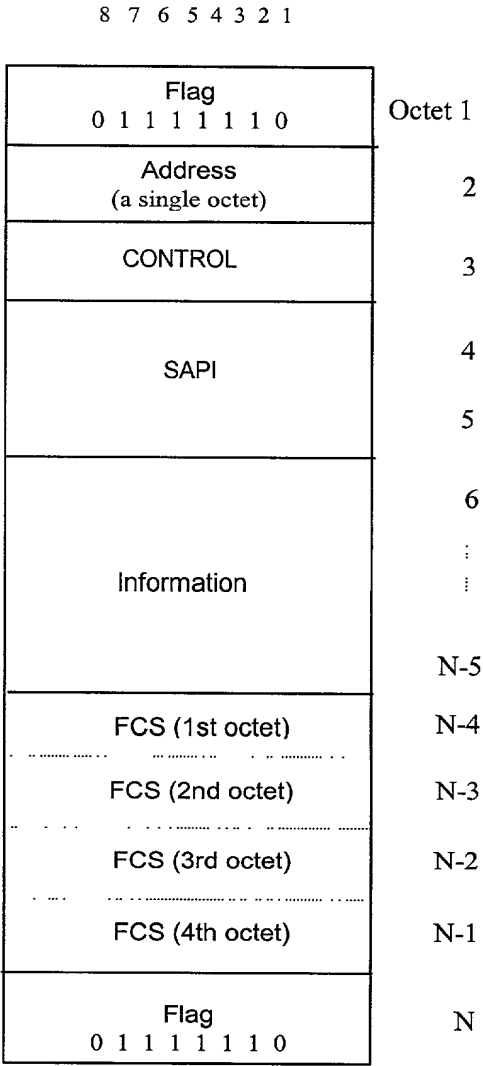 8 7 6 5 4 3 2 1
Flag
0 1 1 1 1 1 1 0
Octet 1
Address
(a single octet)
2
CONTROL
3
SAPI
4
5
6
Information
N-5
FCS (1st octet)
N-4
FCS (2nd octet)
N-3
FCS (3rd octet)
N-2
FCS (4th octet)
N-1
Flag
0 1 1 1 1 1 1 0
N